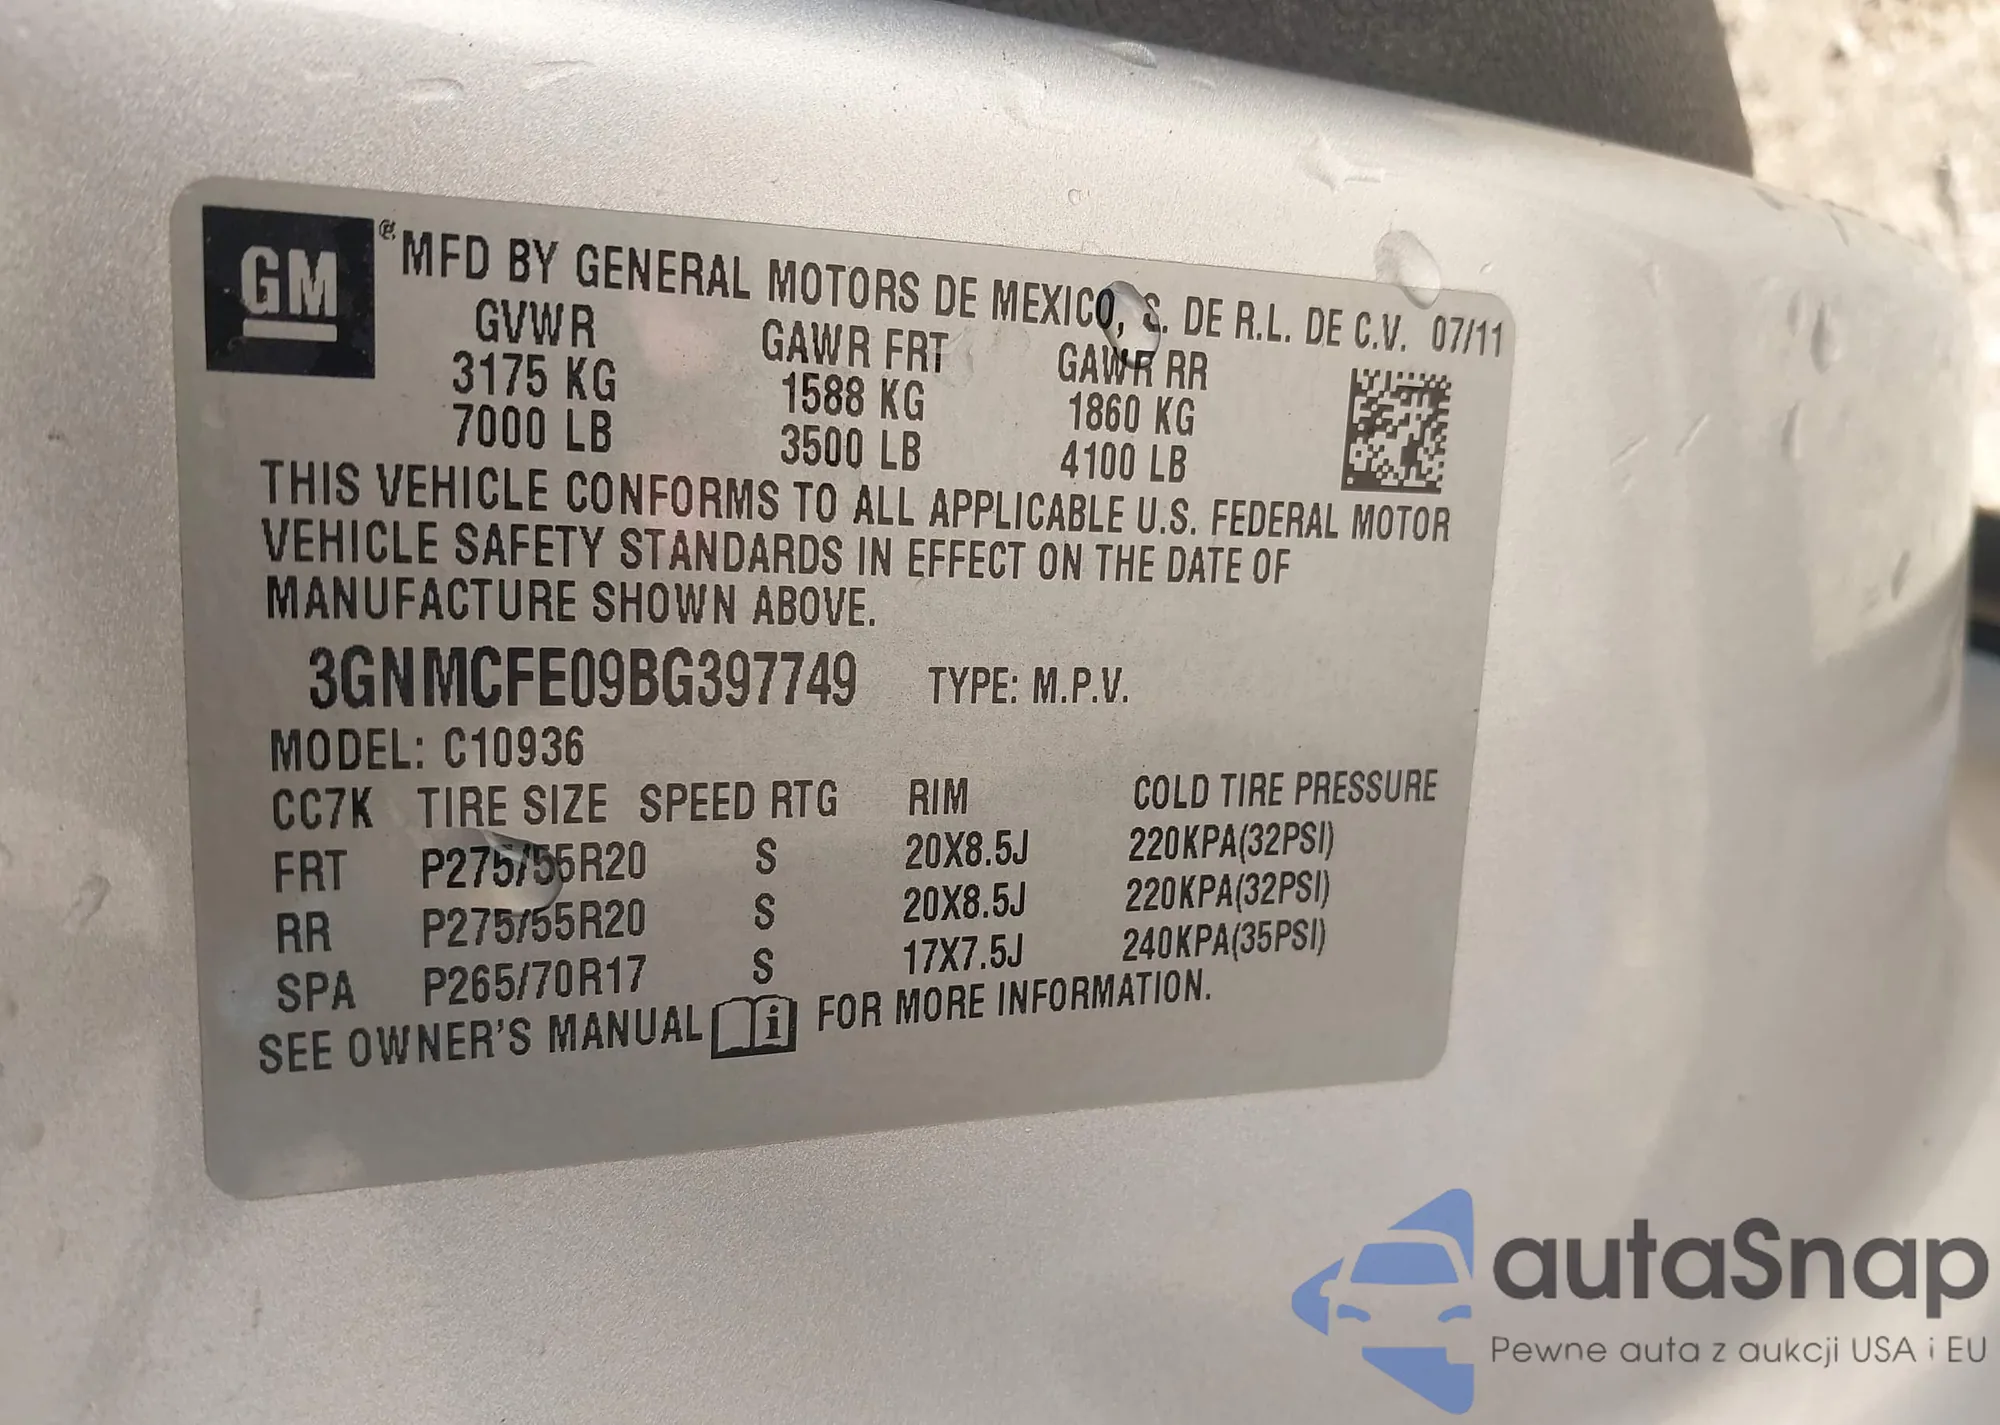 GM ® MFD BY GENERAL MOTORS DE MEXICO, S. DE R.L. DE C.V. 07/11
GVWR GAWR FRT GAWR RR
3175 KG 1588 KG 1860 KG
7000 LB 3500 LB 4100 LB
THIS VEHICLE CONFORMS TO ALL APPLICABLE U.S. FEDERAL MOTOR
VEHICLE SAFETY STANDARDS IN EFFECT ON THE DATE OF
MANUFACTURE SHOWN ABOVE.
3GNMCFE09BG397749 TYPE: M.P.V.
MODEL: C10936
CC7K TIRE SIZE SPEED RTG RIM COLD TIRE PRESSURE
FRT P275/55R20 S 20X8.5J 220KPA(32PSI)
RR P275/55R20 S 20X8.5J 220KPA(32PSI)
SPA P265/70R17 S 17X7.5J 240KPA(35PSI)
SEE OWNER'S MANUAL i FOR MORE INFORMATION.
autaSnap
Pewne auta z aukcji USA i EU